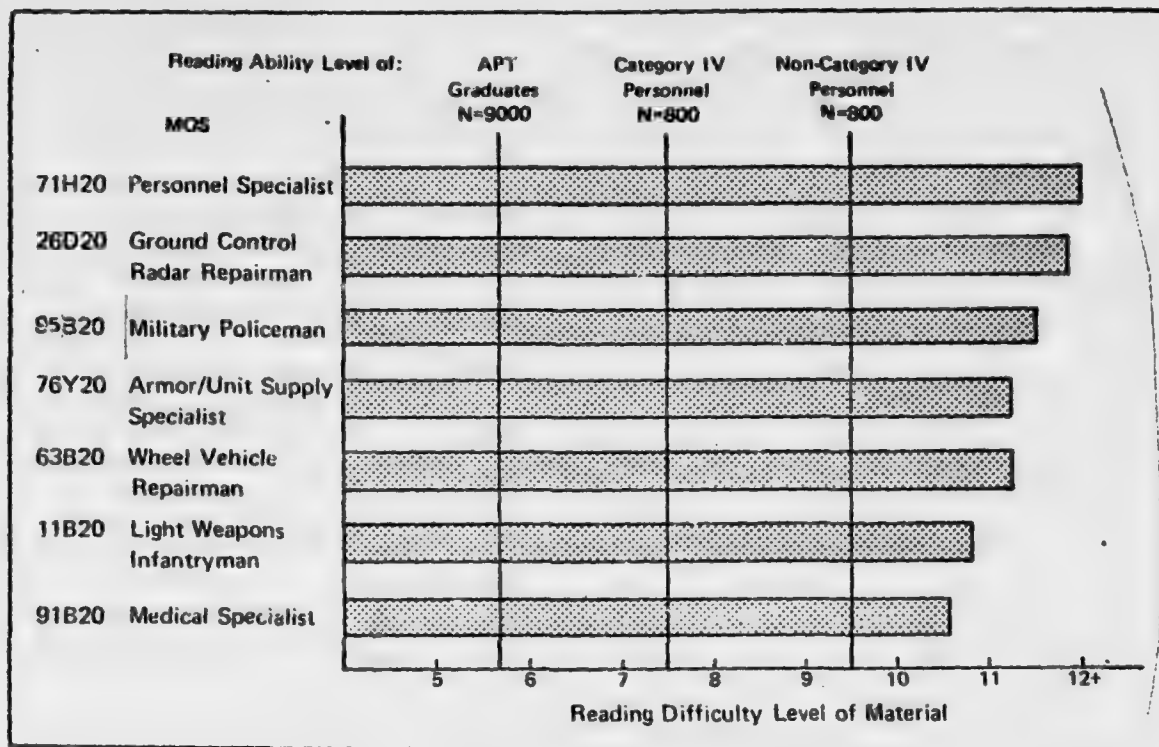 Reading Ability Level of:
APT
Graduates
N=9000
Category IV
Personnel
N=800
Non-Category IV
Personnel
N=800
MOS
71H20 Personnel Specialist
26D20 Ground Control
Radar Repairman
95B20 Military Policeman
76Y20 Armor/Unit Supply
Specialist
63B20 Wheel Vehicle
Repairman
11B20 Light Weapons
Infantryman
91B20 Medical Specialist
5 6 7 8 9 10 11 12+
Reading Difficulty Level of Material